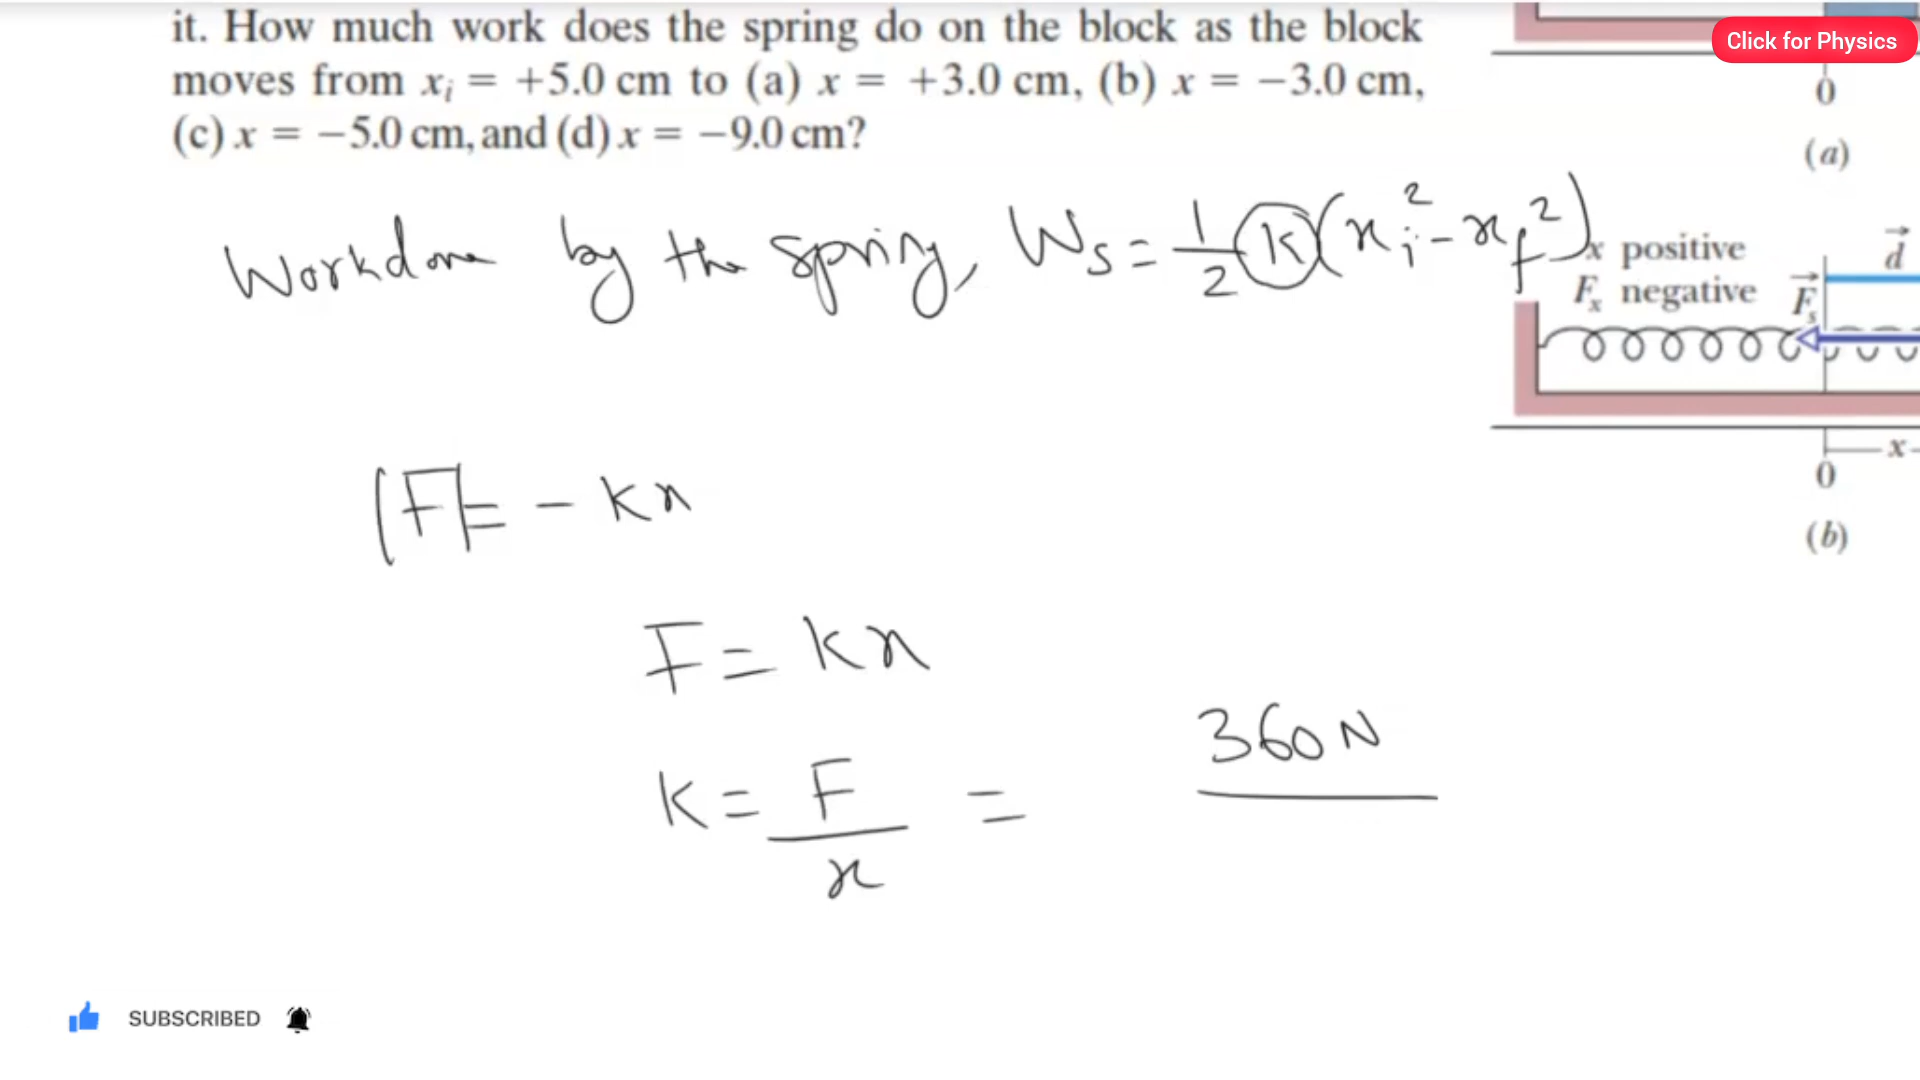 it. How much work does the spring do on the block as the block
moves from xᵢ = +5.0 cm to (a) x = +3.0 cm, (b) x = −3.0 cm,
(c) x = −5.0 cm, and (d) x = −9.0 cm?
Click for Physics
0
(a)
Workdone by the spring, Wₛ = 1/2 k (xᵢ² − x_f²)
x positive
Fₓ negative
d
Fₛ
x
0
(b)
|F| = − kx
F = kx
k = F/x = 360 N
SUBSCRIBED